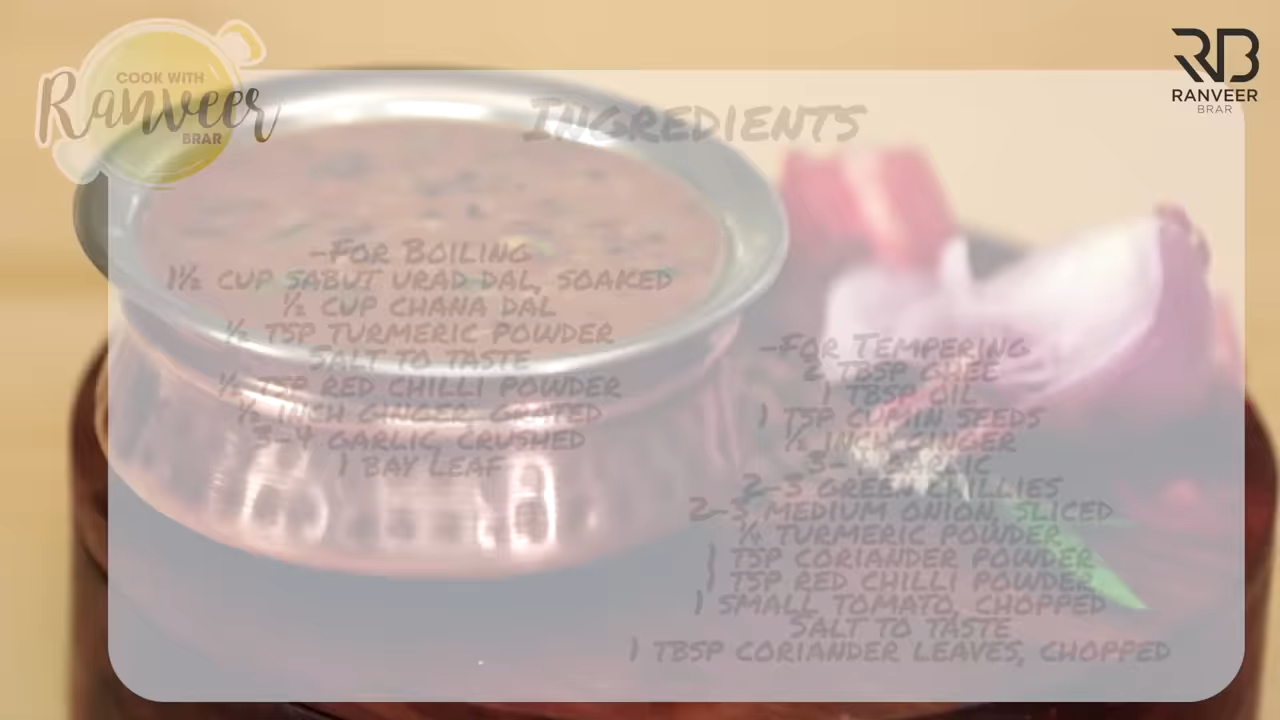 COOK WITH
Ranveer
BRAR
RB
RANVEER
BRAR
INGREDIENTS
-FOR BOILING
1½ CUP SABUT URAD DAL, SOAKED
½ CUP CHANA DAL
½ TSP TURMERIC POWDER
SALT TO TASTE
½ TSP RED CHILLI POWDER
½ INCH GINGER, GRATED
3-4 GARLIC, CRUSHED
1 BAY LEAF
-FOR TEMPERING
2 TBSP GHEE
1 TBSP OIL
1 TSP CUMIN SEEDS
½ INCH GINGER
GARLIC
2-3 GREEN CHILLIES
2-3 MEDIUM ONION, SLICED
¼ TURMERIC POWDER
1 TSP CORIANDER POWDER
1 TSP RED CHILLI POWDER
1 SMALL TOMATO, CHOPPED
SALT TO TASTE
1 TBSP CORIANDER LEAVES, CHOPPED